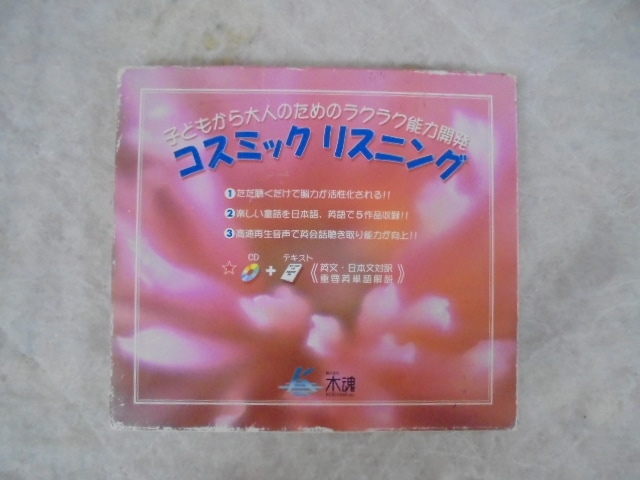 子どもから大人のためのラクラク能力開発
コスミック リスニング
1 ただ聴くだけで脳力が活性化される!!
2 楽しい童話を日本語、英語で5作品収録!!
3 高速再生音声で英会話聴き取り能力が向上!!
☆ CD + テキスト 《英文・日本文対訳
重要英単語解説》
木魂